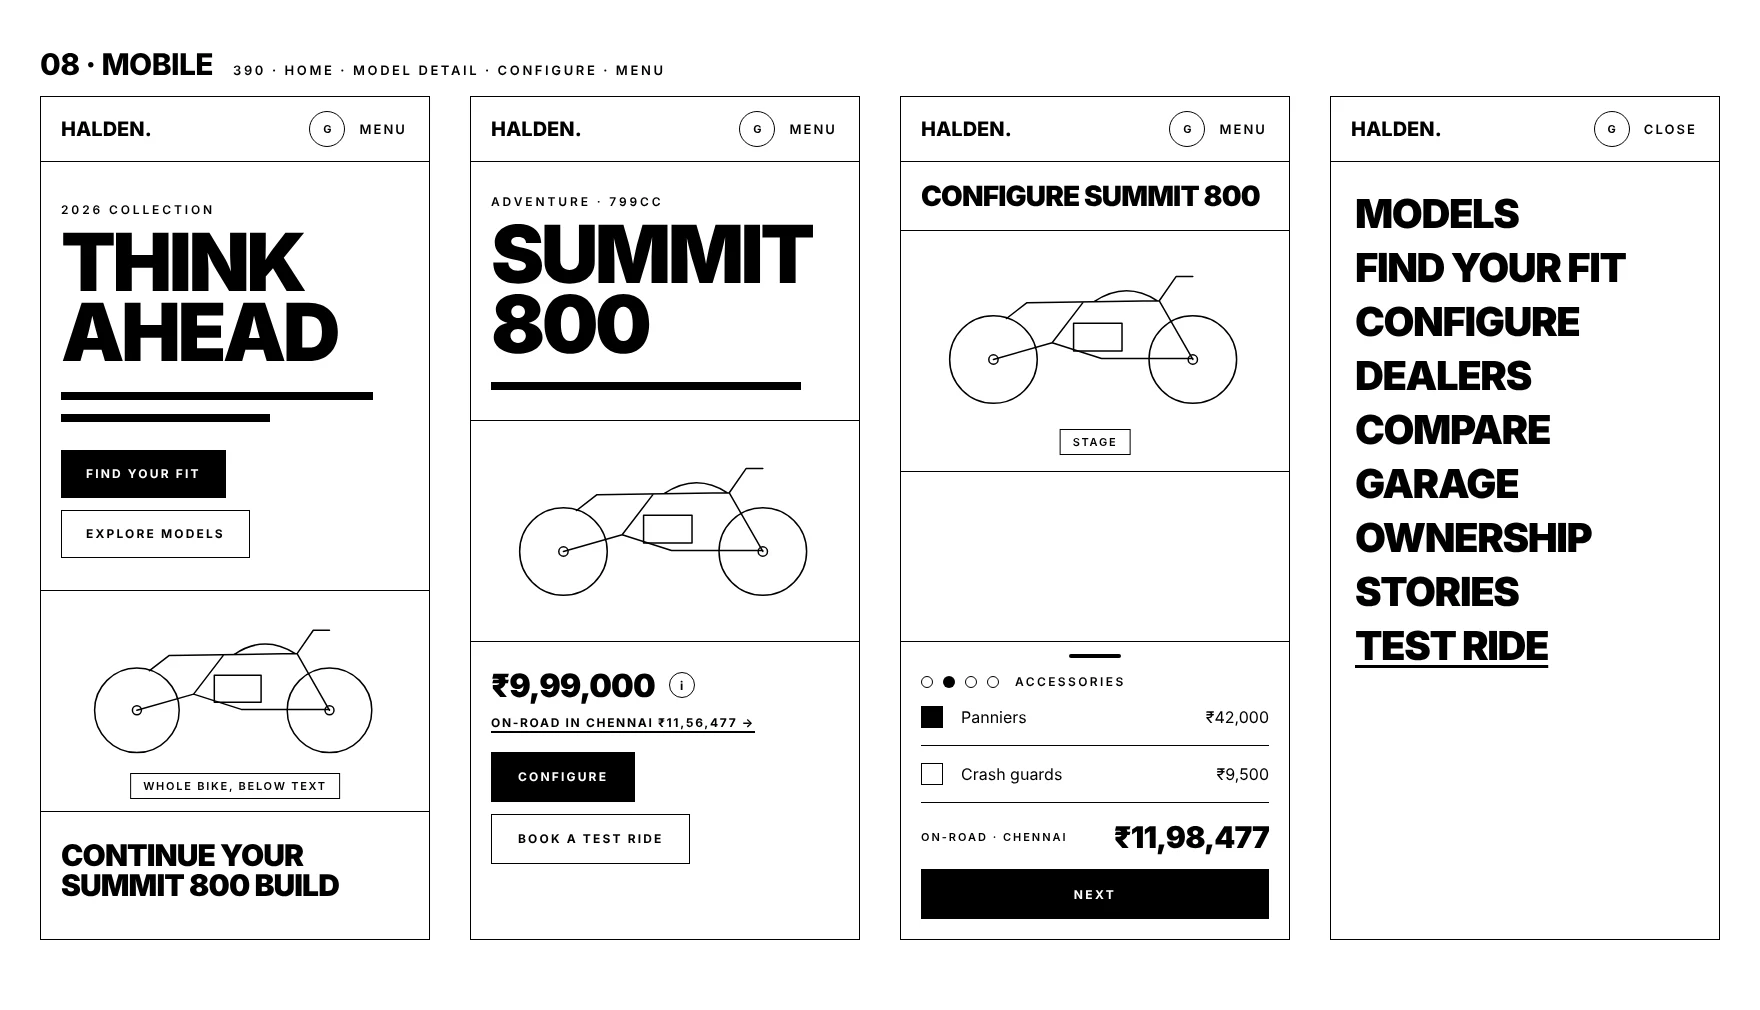 08 · MOBILE
390 · HOME · MODEL DETAIL · CONFIGURE · MENU
HALDEN.
G
MENU
2026 COLLECTION
THINK
AHEAD
FIND YOUR FIT
EXPLORE MODELS
WHOLE BIKE, BELOW TEXT
CONTINUE YOUR
SUMMIT 800 BUILD
HALDEN.
G
MENU
ADVENTURE · 799CC
SUMMIT
800
₹9,99,000
i
ON-ROAD IN CHENNAI ₹11,56,477 →
CONFIGURE
BOOK A TEST RIDE
HALDEN.
G
MENU
CONFIGURE SUMMIT 800
STAGE
ACCESSORIES
Panniers ₹42,000
Crash guards ₹9,500
ON-ROAD · CHENNAI ₹11,98,477
NEXT
HALDEN.
G
CLOSE
MODELS
FIND YOUR FIT
CONFIGURE
DEALERS
COMPARE
GARAGE
OWNERSHIP
STORIES
TEST RIDE